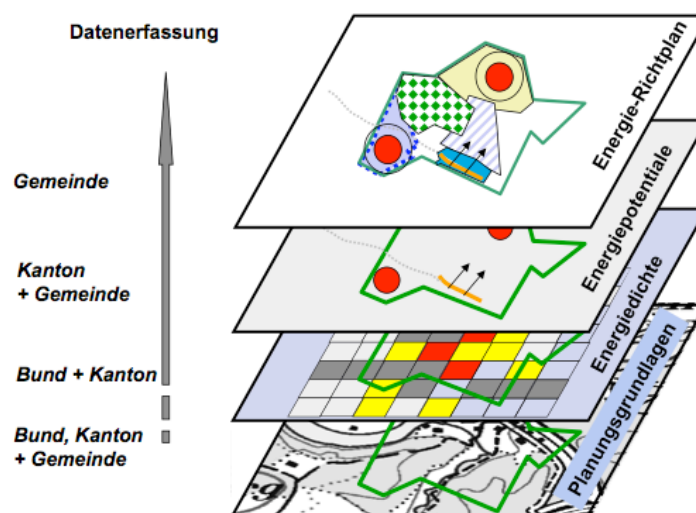 Datenerfassung
Gemeinde
Kanton
+ Gemeinde
Bund + Kanton
Bund, Kanton
+ Gemeinde
Energie-Richtplan
Energiepotentiale
Energiedichte
Planungsgrundlagen